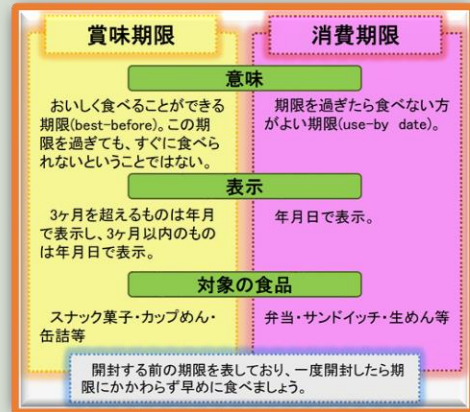 賞味期限
消費期限
意味
おいしく食べることができる
期限(best-before)。この期
限を過ぎても、すぐに食べら
れないということではない。
期限を過ぎたら食べない方
がよい期限(use-by date)。
表示
3ヶ月を超えるものは年月
で表示し、3ヶ月以内のもの
は年月日で表示。
年月日で表示。
対象の食品
スナック菓子・カップめん・
缶詰等
弁当・サンドイッチ・生めん等
開封する前の期限を表しており、一度開封したら期
限にかかわらず早めに食べましょう。